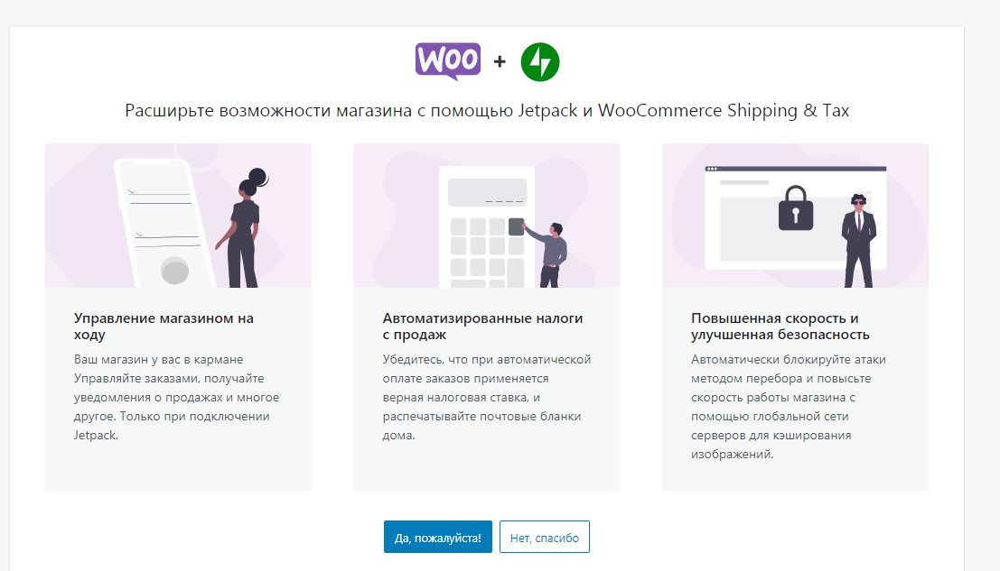 WOO +
Расширьте возможности магазина с помощью Jetpack и WooCommerce Shipping & Tax
Управление магазином на
ходу
Ваш магазин у вас в кармане
Управляйте заказами, получайте
уведомления о продажах и многое
другое. Только при подключении
Jetpack.
Автоматизированные налоги
с продаж
Убедитесь, что при автоматической
оплате заказов применяется
верная налоговая ставка, и
распечатывайте почтовые бланки
дома.
Повышенная скорость и
улучшенная безопасность
Автоматически блокируйте атаки
методом перебора и повысьте
скорость работы магазина с
помощью глобальной сети
серверов для кэширования
изображений.
Да, пожалуйста!
Нет, спасибо